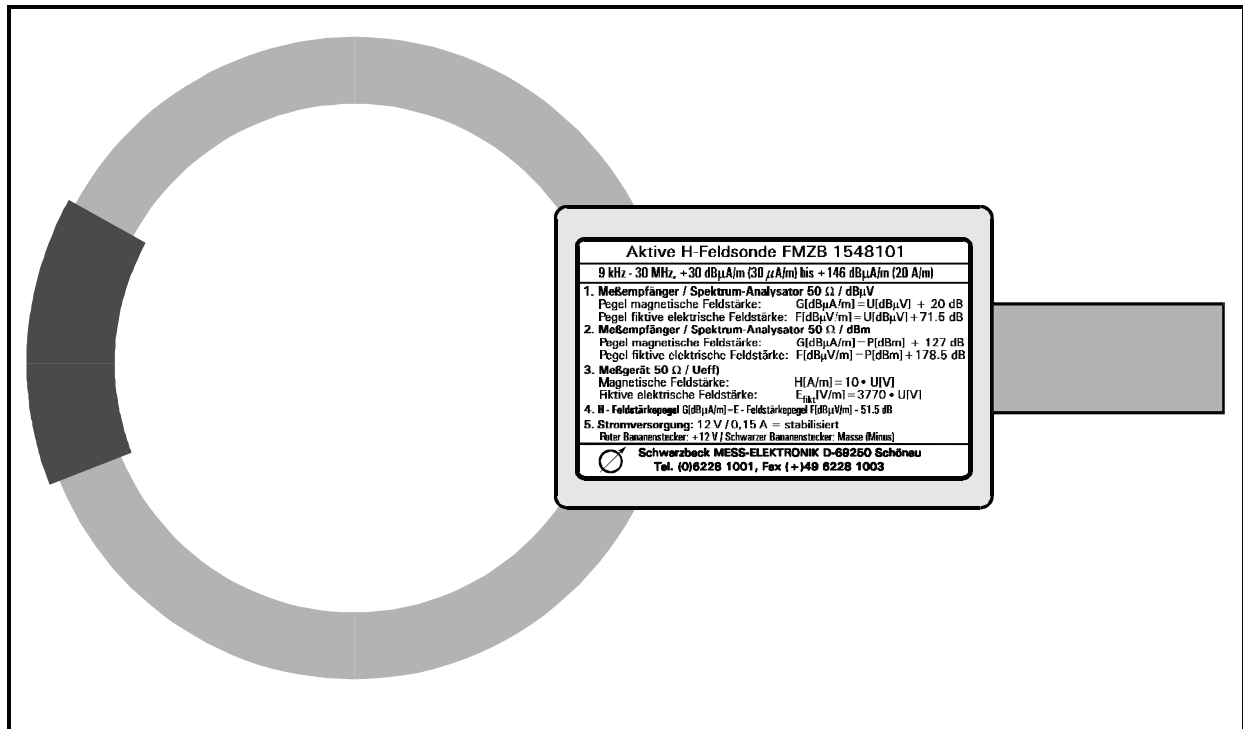 Aktive H-Feldsonde FMZB 1548101
9 kHz - 30 MHz, +30 dBµA/m (30 µA/m) bis +146 dBµA/m (20 A/m)
1. Meßempfänger / Spektrum-Analysator 50 Ω / dBµV
Pegel magnetische Feldstärke: G[dBµA/m]=U[dBµV] + 20 dB
Pegel fiktive elektrische Feldstärke: F[dBµV/m]=U[dBµV]+71.5 dB
2. Meßempfänger / Spektrum-Analysator 50 Ω / dBm
Pegel magnetische Feldstärke: G[dBµA/m]=P[dBm] + 127 dB
Pegel fiktive elektrische Feldstärke: F[dBµV/m]=P[dBm]+178.5 dB
3. Meßgerät 50 Ω / Ueff)
Magnetische Feldstärke: H[A/m]=10 • U[V]
Fiktive elektrische Feldstärke: E_fikt[V/m]=3770 • U[V]
4. H - Feldstärkepegel G[dBµA/m]=E - Feldstärkepegel F[dBµV/m] - 51.5 dB
5. Stromversorgung: 12 V / 0,15 A = stabilisiert
Roter Bananenstecker: +12 V / Schwarzer Bananenstecker: Masse (Minus)
Schwarzbeck MESS-ELEKTRONIK D-69250 Schönau
Tel. (0)6228 1001, Fax (+)49 6228 1003